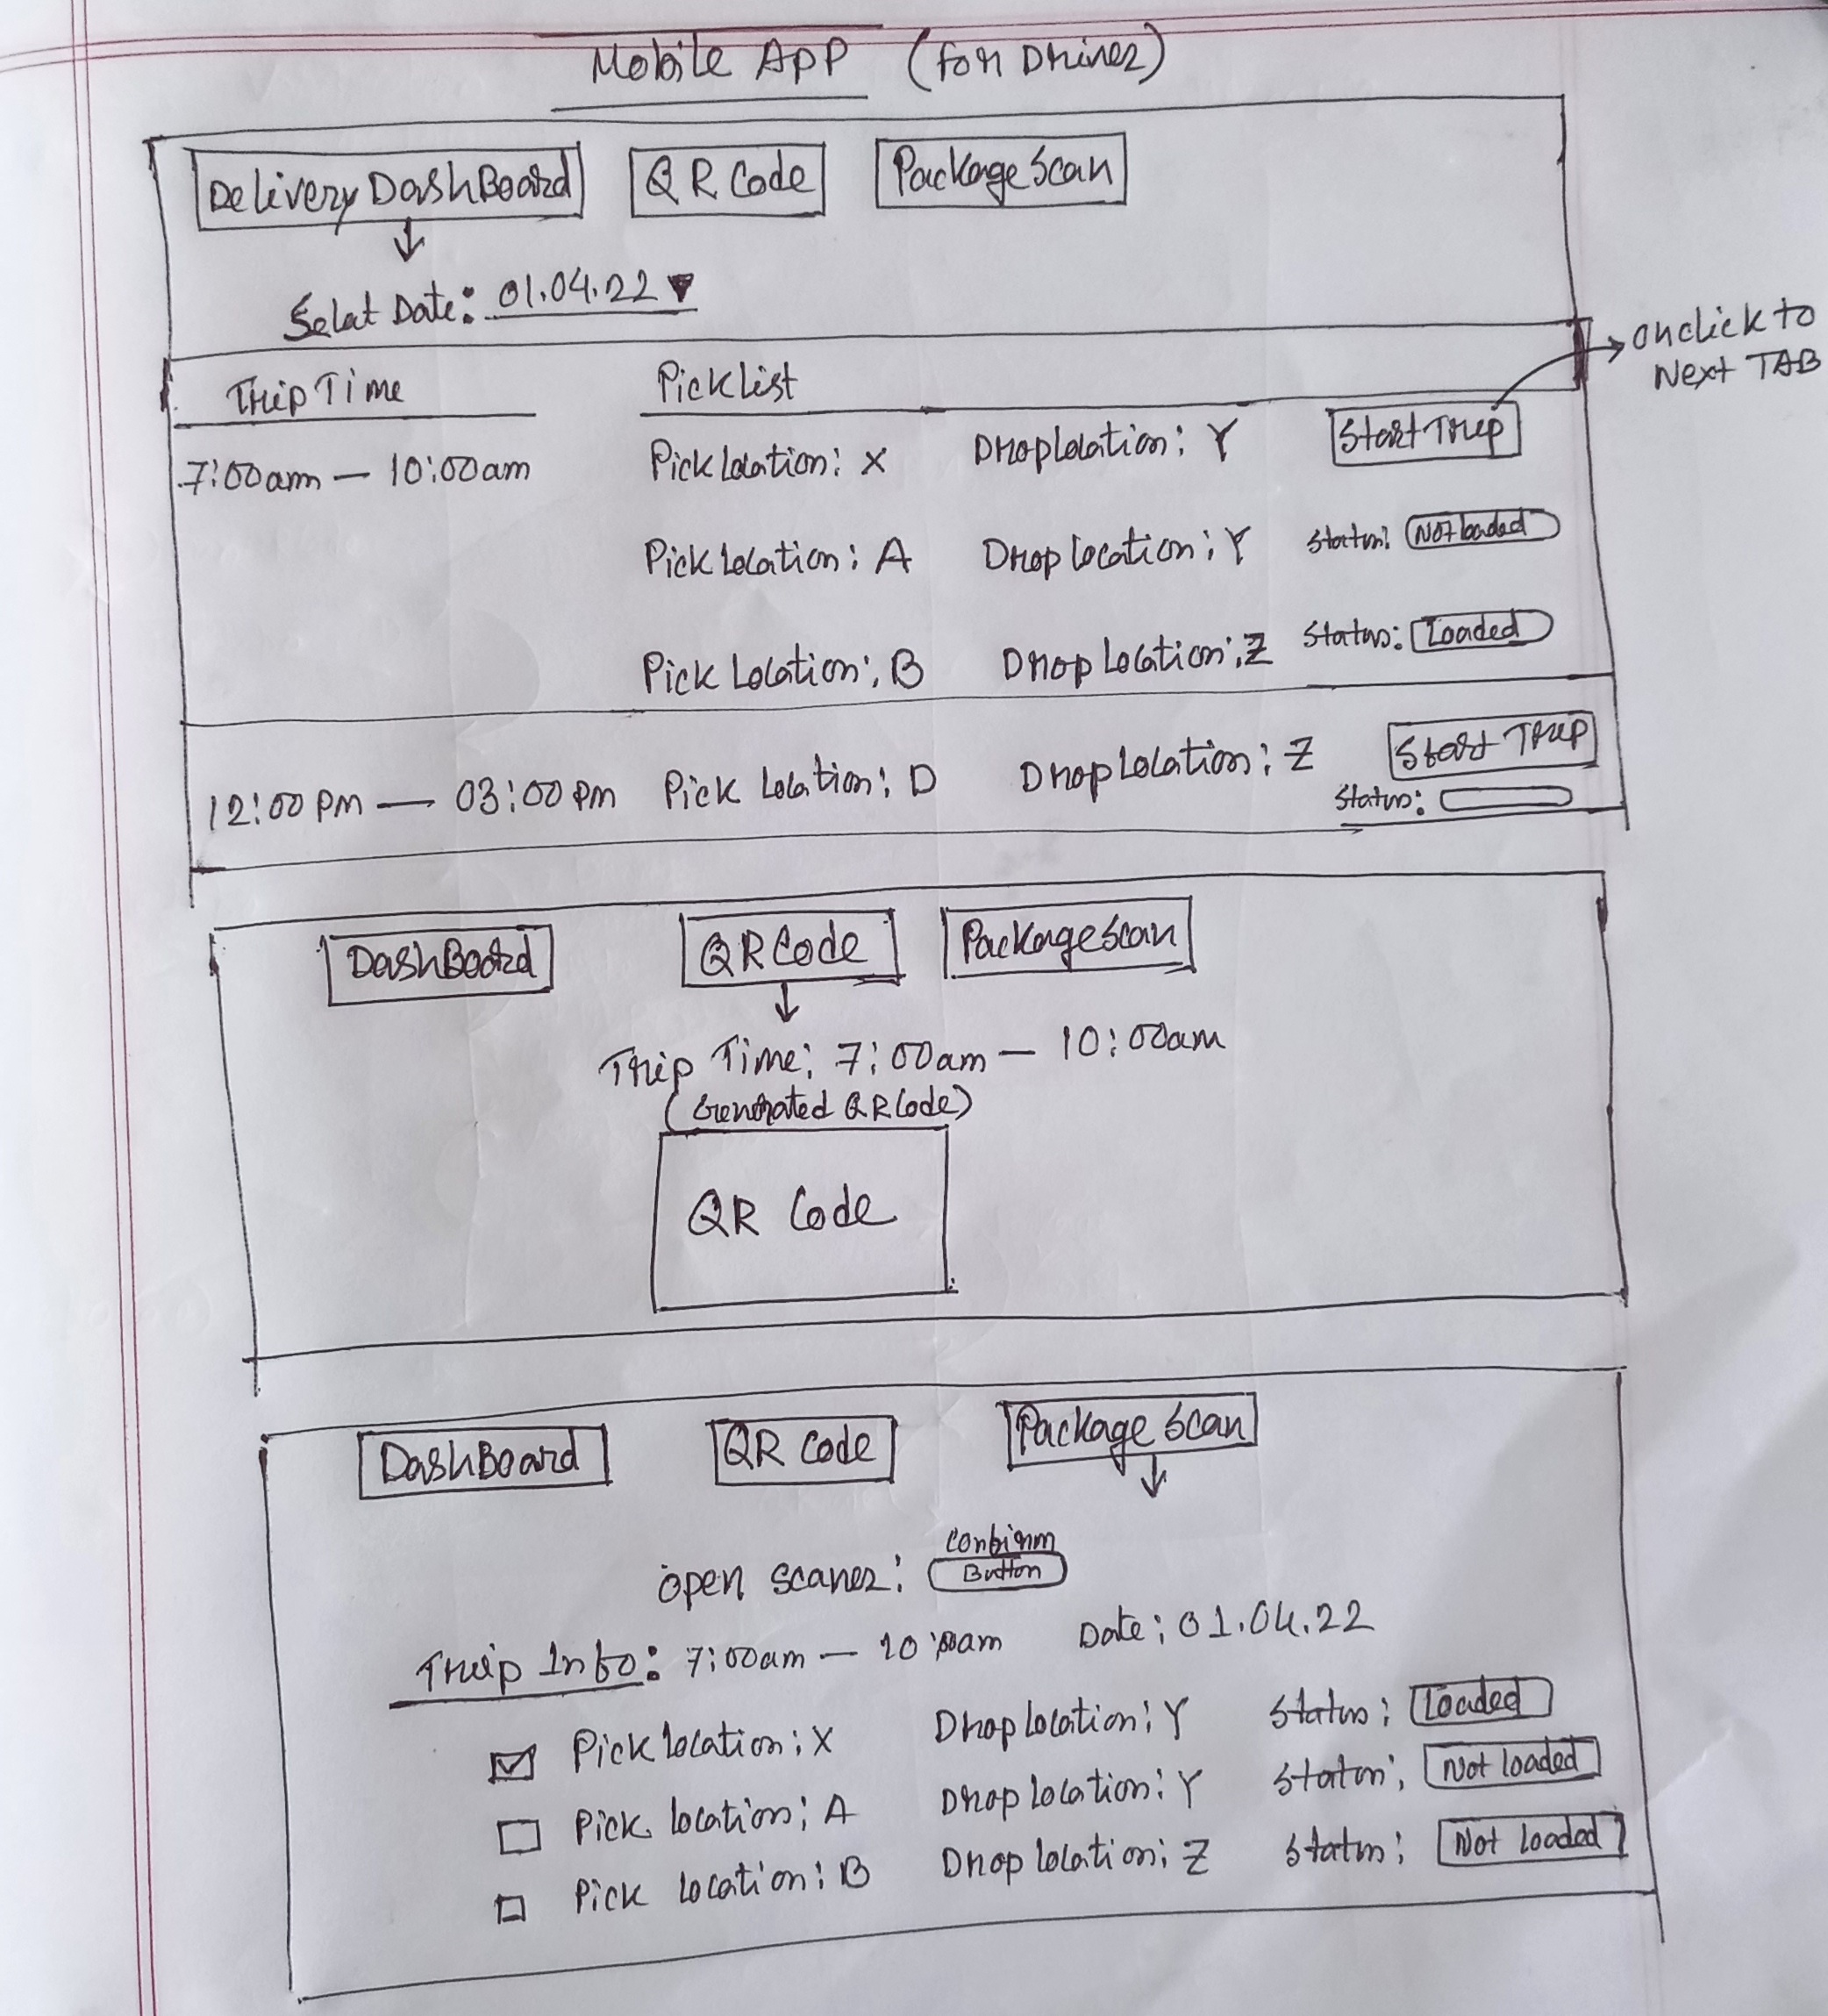 Mobile App (for Driver)
Delivery DashBoard QR Code Package Scan
Selat Date: 01.04.22
onclick to
Next TAB
Trip Time Pick List
7:00am — 10:00am Pick Location: X Drop Location: Y Start Trip
Pick Location: A Drop location: Y Status: Not loaded
Pick Location: B Drop Location: Z Status: Loaded
12:00 pm — 03:00 pm Pick Location: D Drop Location: Z Start Trip
Status:
DashBoard QR Code Package Scan
Trip Time: 7:00am — 10:00am
(Generated QR Code)
QR Code
DashBoard QR Code Package Scan
Confirm
open scaner: Button
Trip Info: 7:00am — 10:00am Date: 01.04.22
Pick location: X Drop location: Y Status: Loaded
Pick location: A Drop location: Y Status: Not loaded
Pick location: B Drop location: Z Status: Not loaded